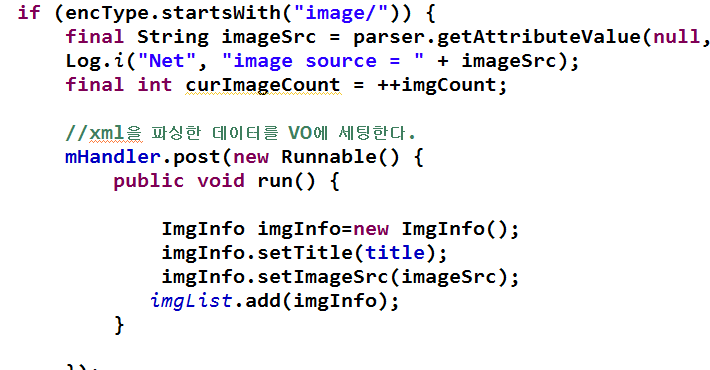 if (encType.startsWith("image/")) {
final String imageSrc = parser.getAttributeValue(null,
Log.i("Net", "image source = " + imageSrc);
final int curImageCount = ++imgCount;
//xml을 파싱한 데이터를 VO에 세팅한다.
mHandler.post(new Runnable() {
public void run() {
ImgInfo imgInfo=new ImgInfo();
imgInfo.setTitle(title);
imgInfo.setImageSrc(imageSrc);
imgList.add(imgInfo);
}
});